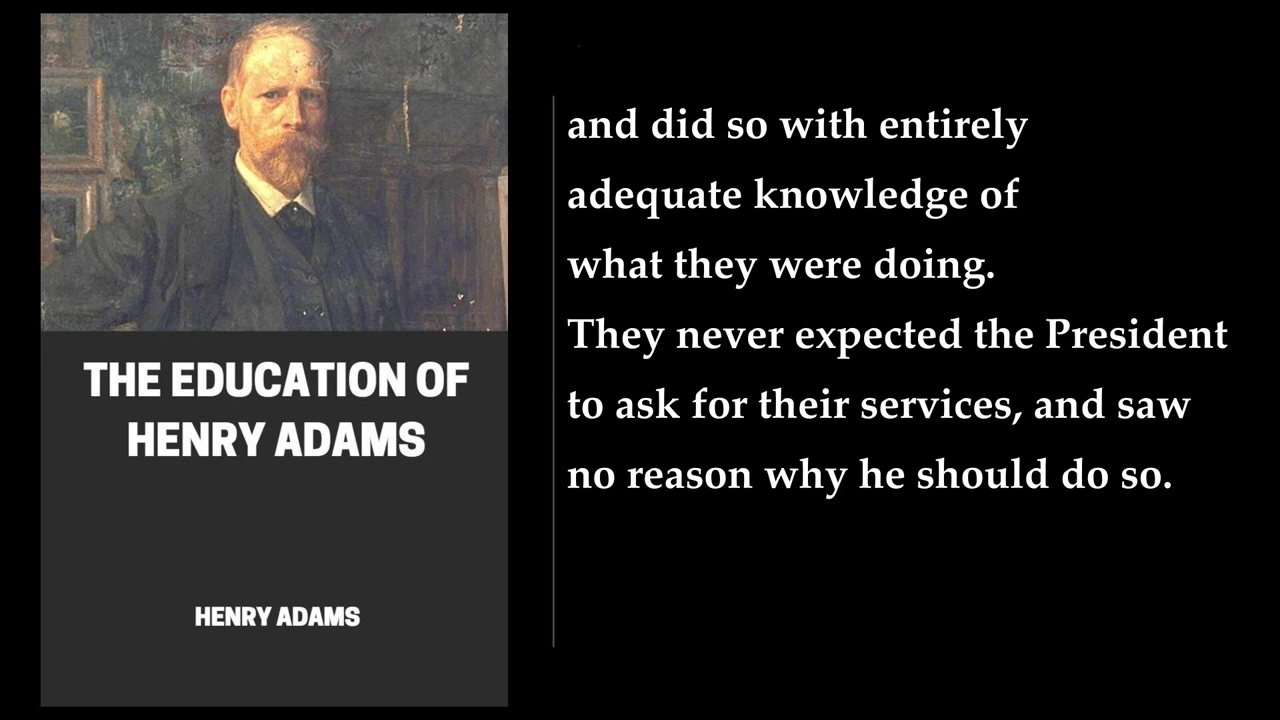 THE EDUCATION OF
HENRY ADAMS
HENRY ADAMS
and did so with entirely
adequate knowledge of
what they were doing.
They never expected the President
to ask for their services, and saw
no reason why he should do so.